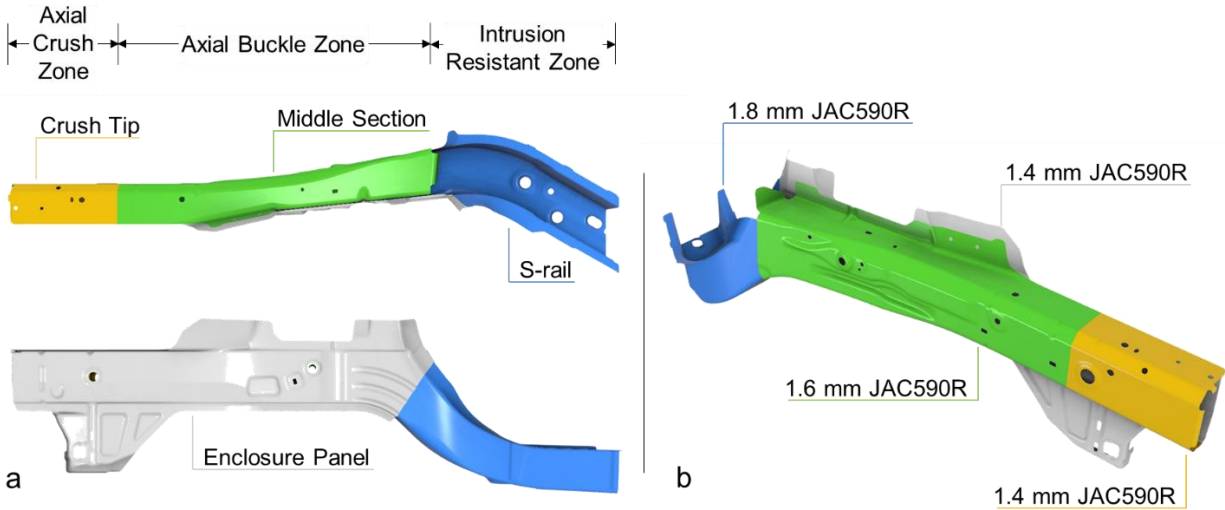 Axial
Crush
Zone
Axial Buckle Zone
Intrusion
Resistant Zone
Crush Tip
Middle Section
S-rail
Enclosure Panel
a
1.8 mm JAC590R
1.4 mm JAC590R
1.6 mm JAC590R
1.4 mm JAC590R
b